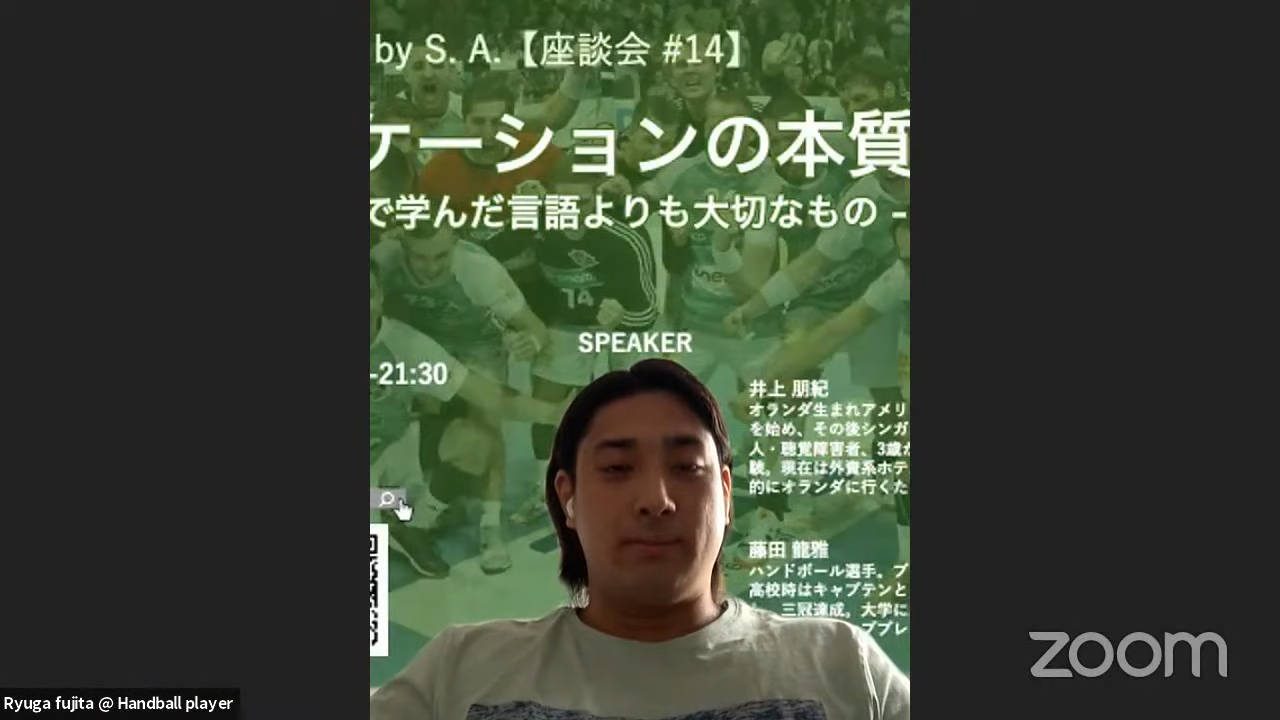 by S. A.【座談会 #14】
ケーションの本質
で学んだ言語よりも大切なもの -
14
SPEAKER
-21:30
井上 朋紀
オランダ生まれアメリ
を始め、その後シンガ
人・聴覚障害者、3歳か
験。現在は外資系ホテ
的にオランダに行くた
藤田 龍雅
ハンドボール選手。プ
高校時はキャプテンと
三冠達成。大学に
ププレ
zoom
Ryuga fujita @ Handball player